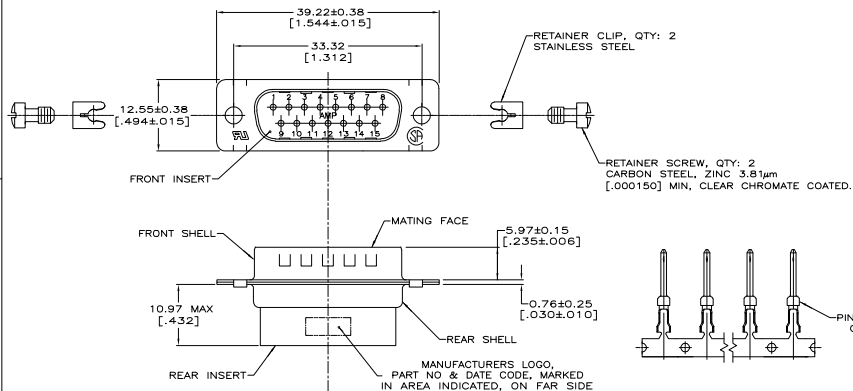 39.22±0.38
[1.544±.015]
33.32
[1.312]
RETAINER CLIP, QTY: 2
STAINLESS STEEL
12.55±0.38
[.494±.015]
1 2 3 4 5 6 7 8
AMP
9 10 11 12 13 14 15
FRONT INSERT
RETAINER SCREW, QTY: 2
CARBON STEEL, ZINC 3.81µm
[.000150] MIN, CLEAR CHROMATE COATED.
MATING FACE
FRONT SHELL
5.97±0.15
[.235±.006]
10.97 MAX
[.432]
0.76±0.25
[.030±.010]
PIN
REAR SHELL
REAR INSERT
MANUFACTURERS LOGO,
PART NO & DATE CODE, MARKED
IN AREA INDICATED, ON FAR SIDE